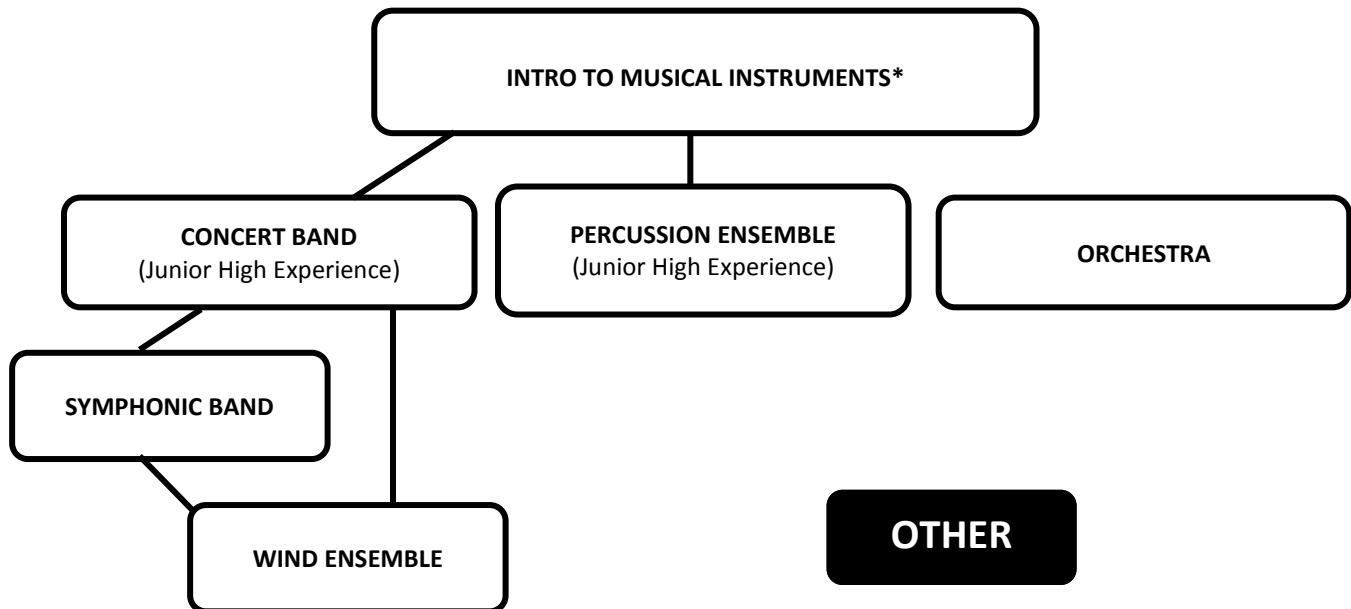 INTRO TO MUSICAL INSTRUMENTS*
CONCERT BAND
(Junior High Experience)
PERCUSSION ENSEMBLE
(Junior High Experience)
ORCHESTRA
SYMPHONIC BAND
WIND ENSEMBLE
OTHER